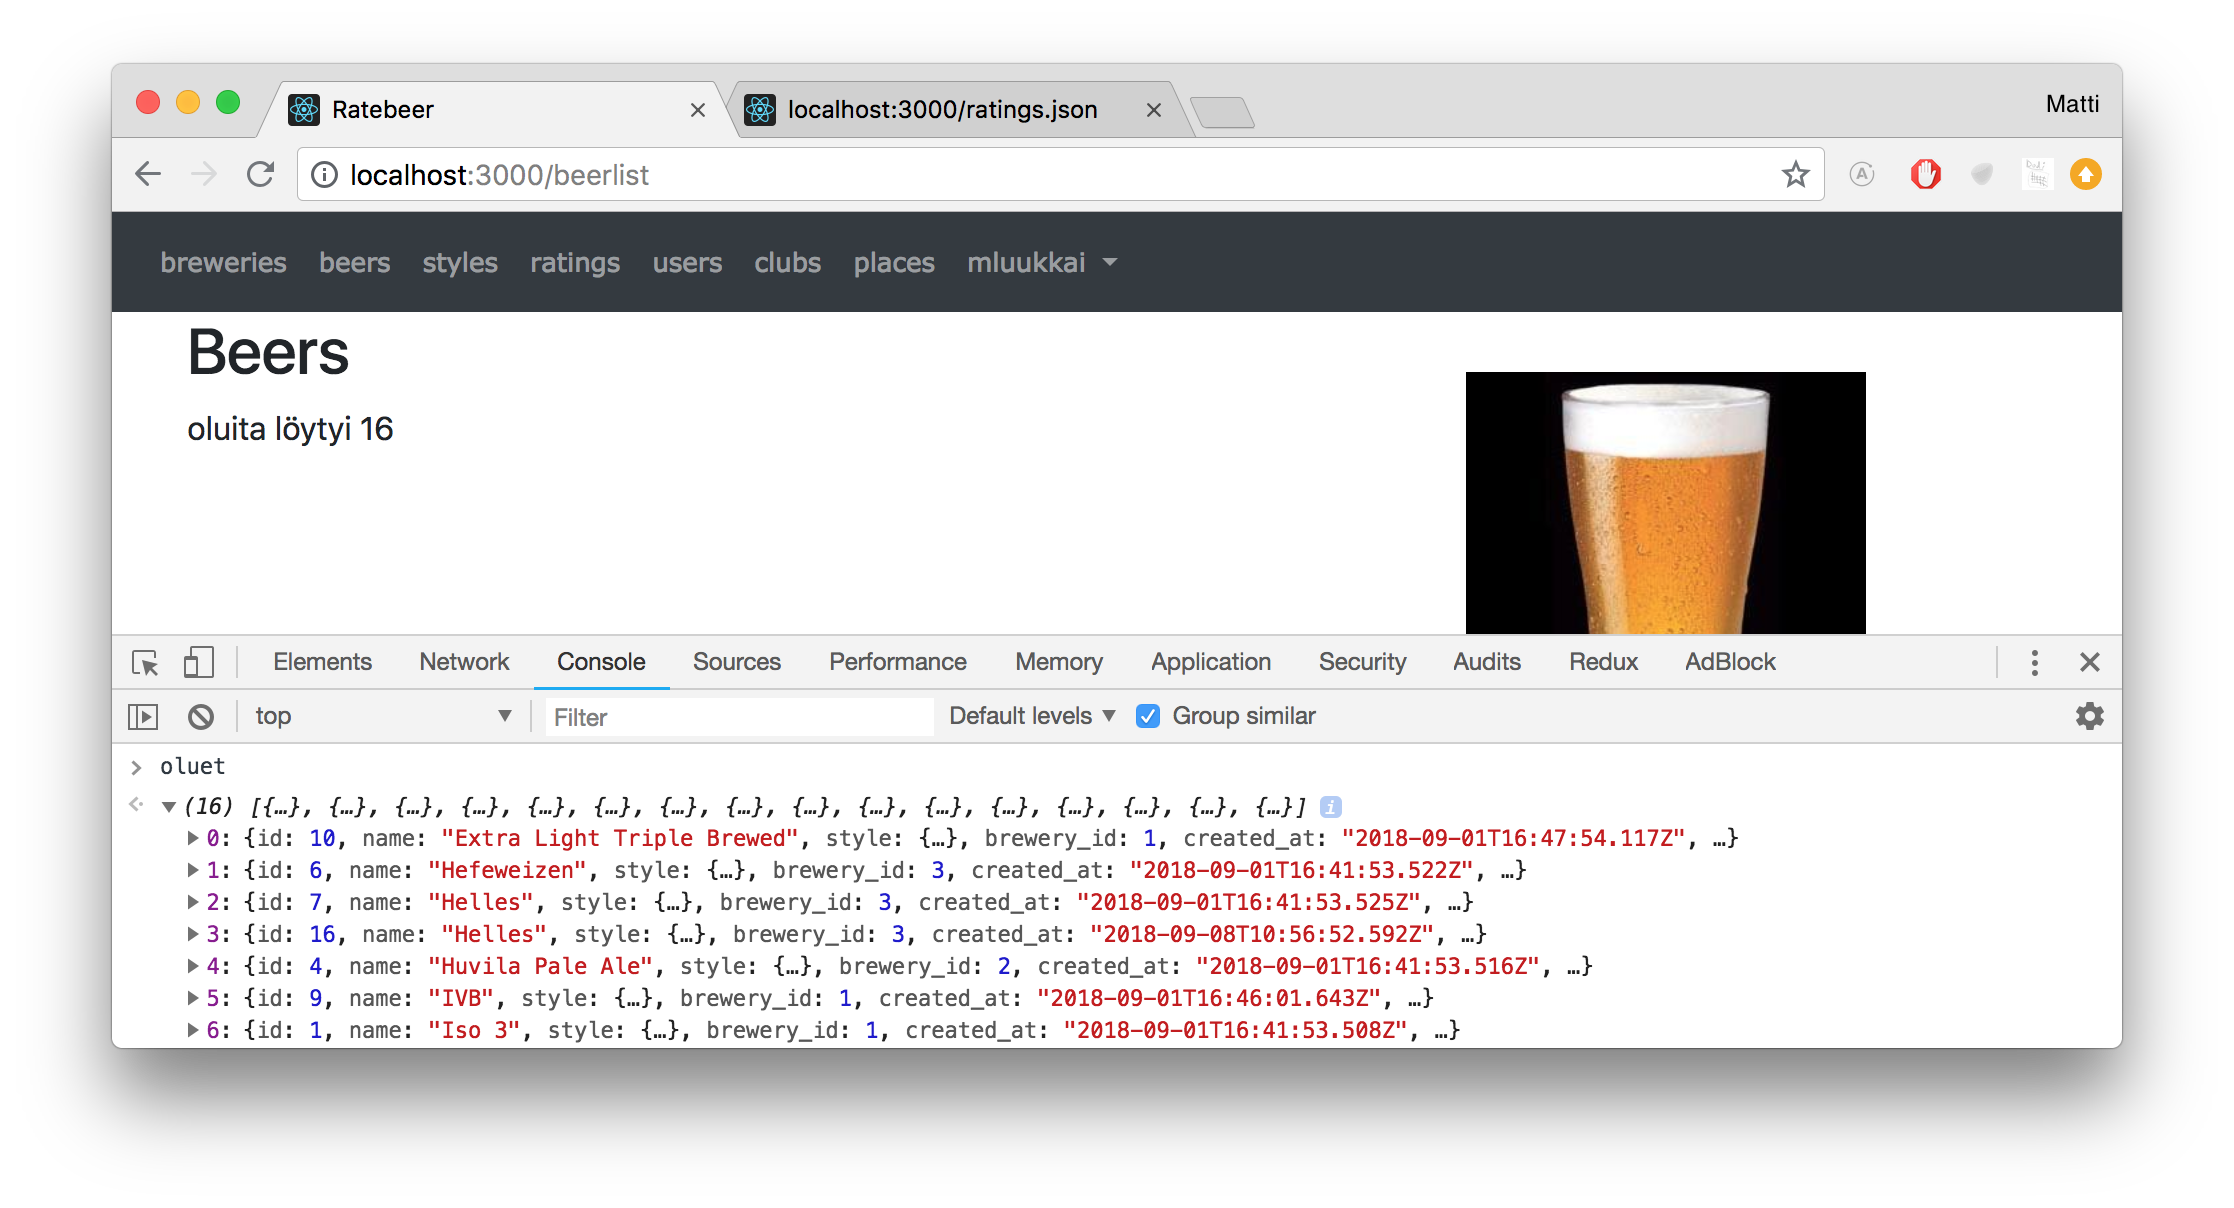 Ratebeer
localhost:3000/ratings.json
Matti
localhost:3000/beerlist
breweries beers styles ratings users clubs places mluukkai
Beers
oluita löytyi 16
Elements Network Console Sources Performance Memory Application Security Audits Redux AdBlock
top Filter Default levels Group similar
> oluet
(16) [{…}, {…}, {…}, {…}, {…}, {…}, {…}, {…}, {…}, {…}, {…}, {…}, {…}, {…}, {…}, {…}] i
0: {id: 10, name: "Extra Light Triple Brewed", style: {…}, brewery_id: 1, created_at: "2018-09-01T16:47:54.117Z", …}
1: {id: 6, name: "Hefeweizen", style: {…}, brewery_id: 3, created_at: "2018-09-01T16:41:53.522Z", …}
2: {id: 7, name: "Helles", style: {…}, brewery_id: 3, created_at: "2018-09-01T16:41:53.525Z", …}
3: {id: 16, name: "Helles", style: {…}, brewery_id: 3, created_at: "2018-09-08T10:56:52.592Z", …}
4: {id: 4, name: "Huvila Pale Ale", style: {…}, brewery_id: 2, created_at: "2018-09-01T16:41:53.516Z", …}
5: {id: 9, name: "IVB", style: {…}, brewery_id: 1, created_at: "2018-09-01T16:46:01.643Z", …}
6: {id: 1, name: "Iso 3", style: {…}, brewery_id: 1, created_at: "2018-09-01T16:41:53.508Z", …}